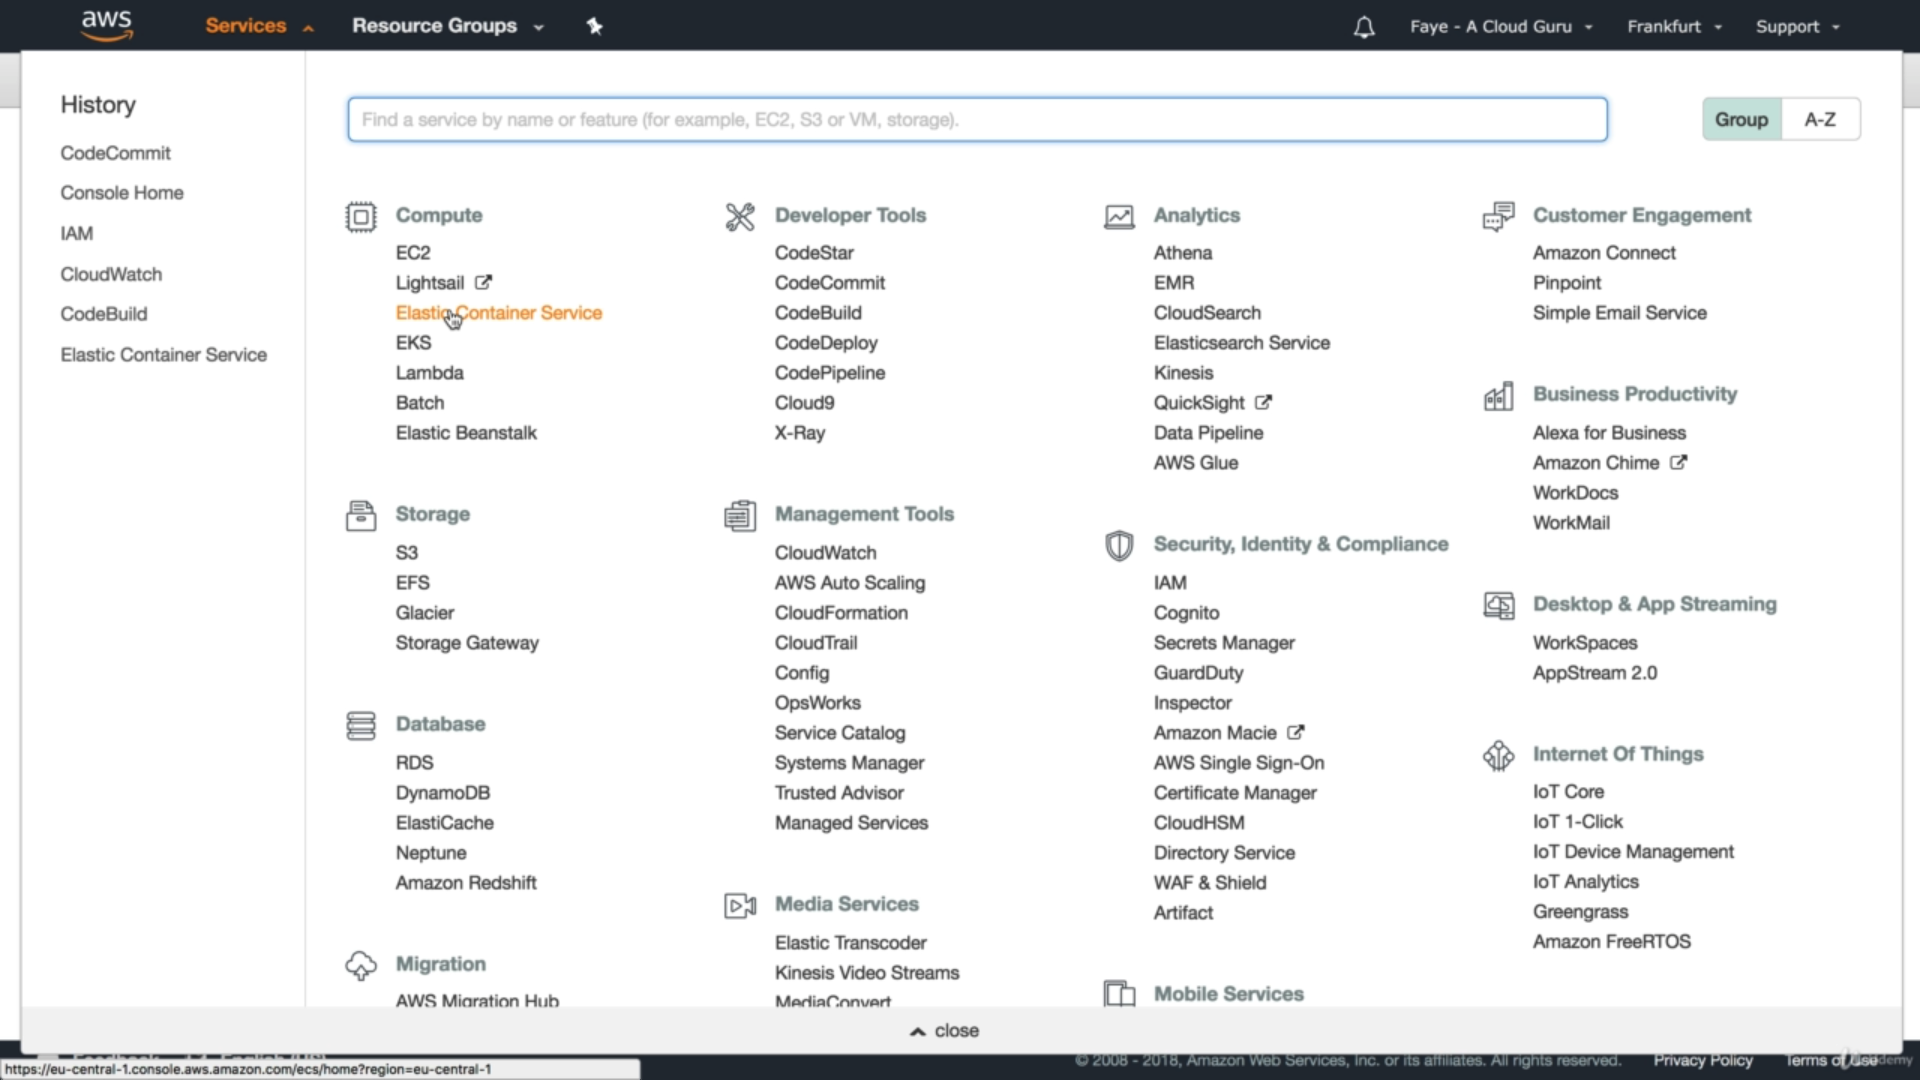 aws
Services
Resource Groups
Faye - A Cloud Guru
Frankfurt
Support
History
CodeCommit
Console Home
IAM
CloudWatch
CodeBuild
Elastic Container Service
Find a service by name or feature (for example, EC2, S3 or VM, storage).
Group
A-Z
Compute
EC2
Lightsail
Elastic Container Service
EKS
Lambda
Batch
Elastic Beanstalk
Storage
S3
EFS
Glacier
Storage Gateway
Database
RDS
DynamoDB
ElastiCache
Neptune
Amazon Redshift
Migration
AWS Migration Hub
Developer Tools
CodeStar
CodeCommit
CodeBuild
CodeDeploy
CodePipeline
Cloud9
X-Ray
Management Tools
CloudWatch
AWS Auto Scaling
CloudFormation
CloudTrail
Config
OpsWorks
Service Catalog
Systems Manager
Trusted Advisor
Managed Services
Media Services
Elastic Transcoder
Kinesis Video Streams
MediaConvert
Analytics
Athena
EMR
CloudSearch
Elasticsearch Service
Kinesis
QuickSight
Data Pipeline
AWS Glue
Security, Identity & Compliance
IAM
Cognito
Secrets Manager
GuardDuty
Inspector
Amazon Macie
AWS Single Sign-On
Certificate Manager
CloudHSM
Directory Service
WAF & Shield
Artifact
Mobile Services
Customer Engagement
Amazon Connect
Pinpoint
Simple Email Service
Business Productivity
Alexa for Business
Amazon Chime
WorkDocs
WorkMail
Desktop & App Streaming
WorkSpaces
AppStream 2.0
Internet Of Things
IoT Core
IoT 1-Click
IoT Device Management
IoT Analytics
Greengrass
Amazon FreeRTOS
close
© 2008 - 2018, Amazon Web Services, Inc. or its affiliates. All rights reserved.
Privacy Policy
Terms of Use
https://eu-central-1.console.aws.amazon.com/ecs/home?region=eu-central-1